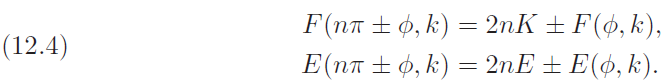 F(nπ ± ϕ, k) = 2nK ± F(ϕ, k),
(12.4)
E(nπ ± ϕ, k) = 2nE ± E(ϕ, k).